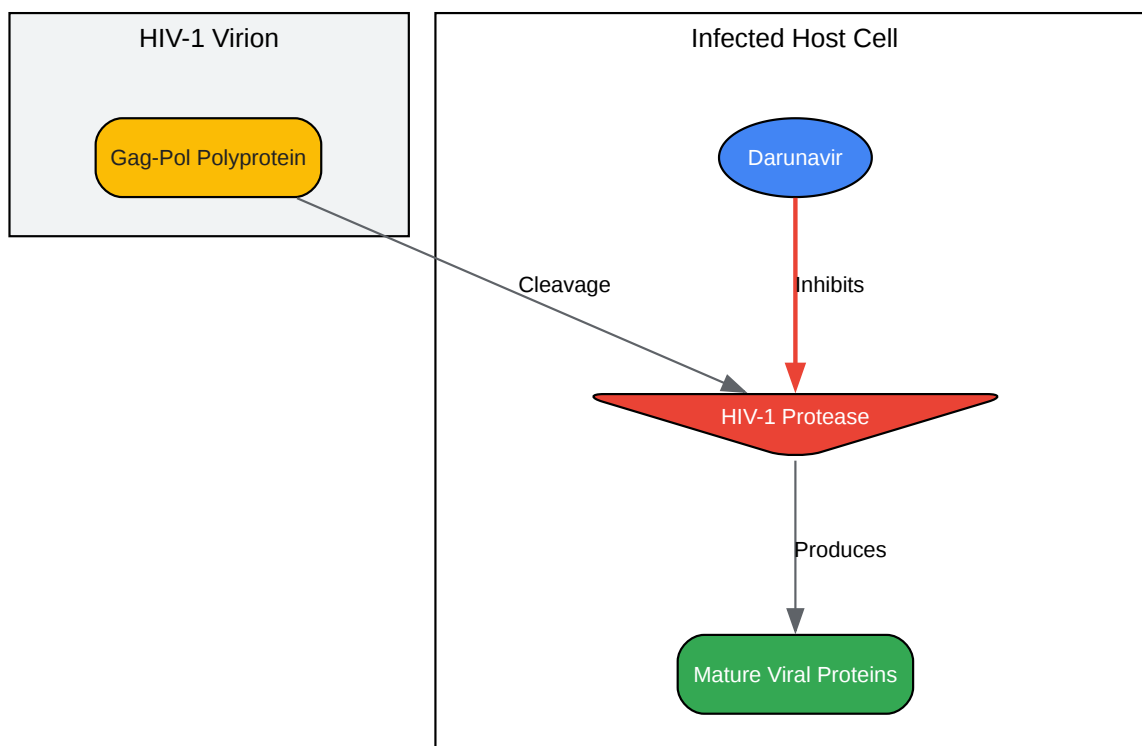 HIV-1 Virion
Infected Host Cell
Gag-Pol Polyprotein
Darunavir
Cleavage
Inhibits
HIV-1 Protease
Produces
Mature Viral Proteins